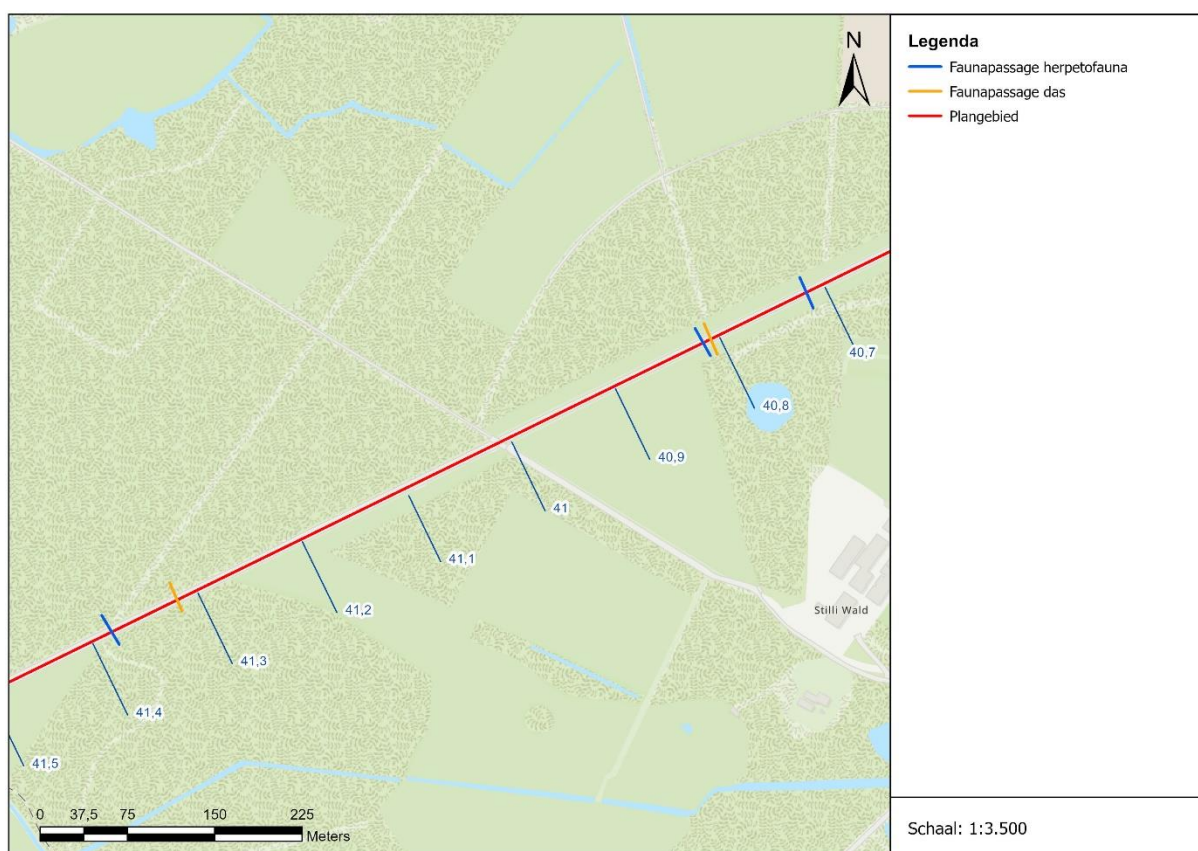 Legenda
Faunapassage herpetofauna
Faunapassage das
Plangebied
N
40,7
40,8
40,9
41
41,1
41,2
Stilli Wald
41,3
41,4
41,5
0 37,5 75 150 225
Meters
Schaal: 1:3.500